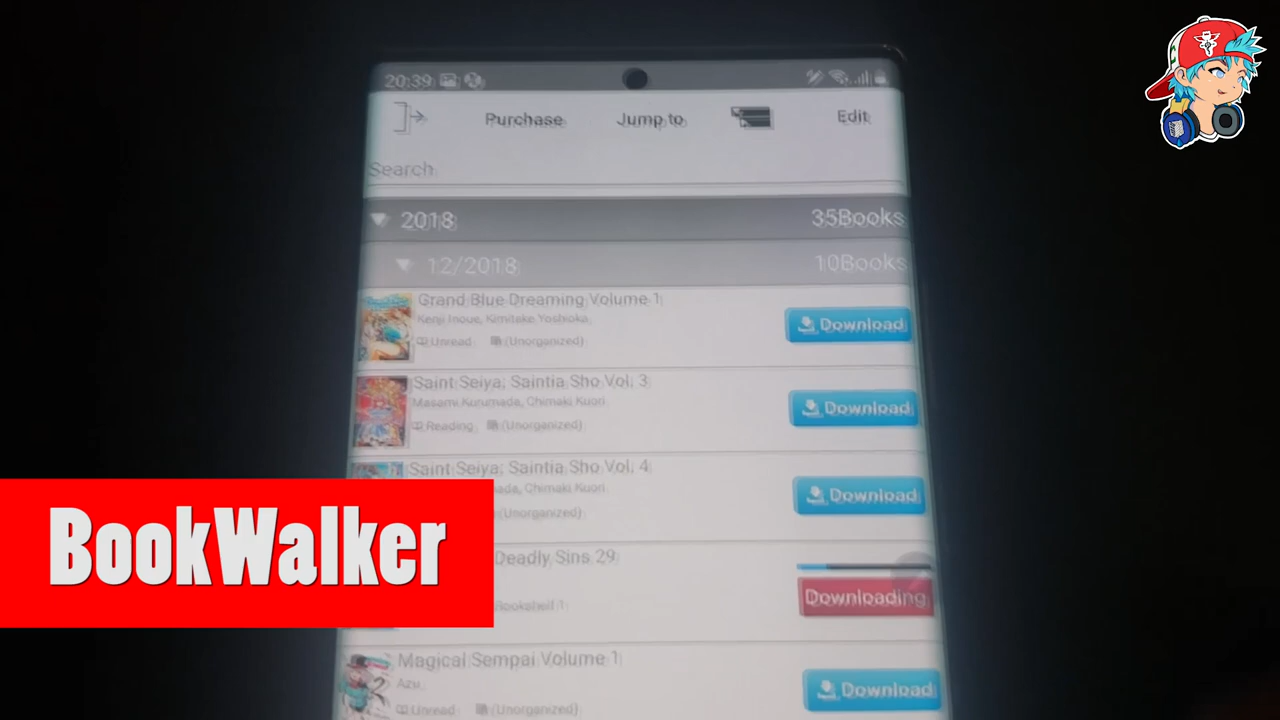 20:39
Purchase Jump to Edit
Search
2018 35Books
12/2018 10Books
Grand Blue Dreaming Volume 1
Kenji Inoue, Kimitake Yoshioka
Unread (Unorganized)
Download
Saint Seiya: Saintia Sho Vol. 3
Masami Kurumada, Chimaki Kuori
Reading (Unorganized)
Download
Saint Seiya: Saintia Sho Vol. 4
Chimaki Kuori
(Unorganized)
Download
Deadly Sins 29
Bookshelf 1
Downloading
Magical Sempai Volume 1
Azu
Unread (Unorganized)
Download
BookWalker